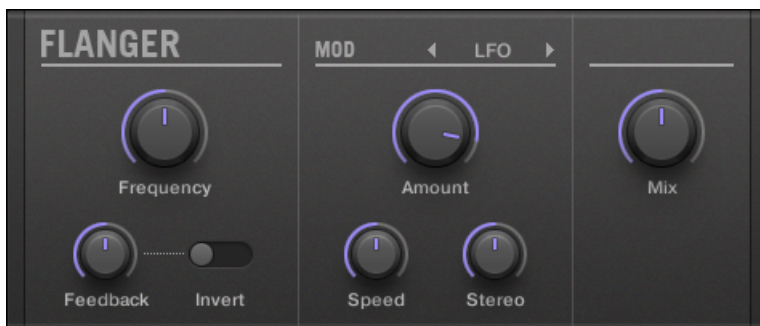 FLANGER
MOD LFO
Frequency
Amount
Mix
Feedback
Invert
Speed
Stereo